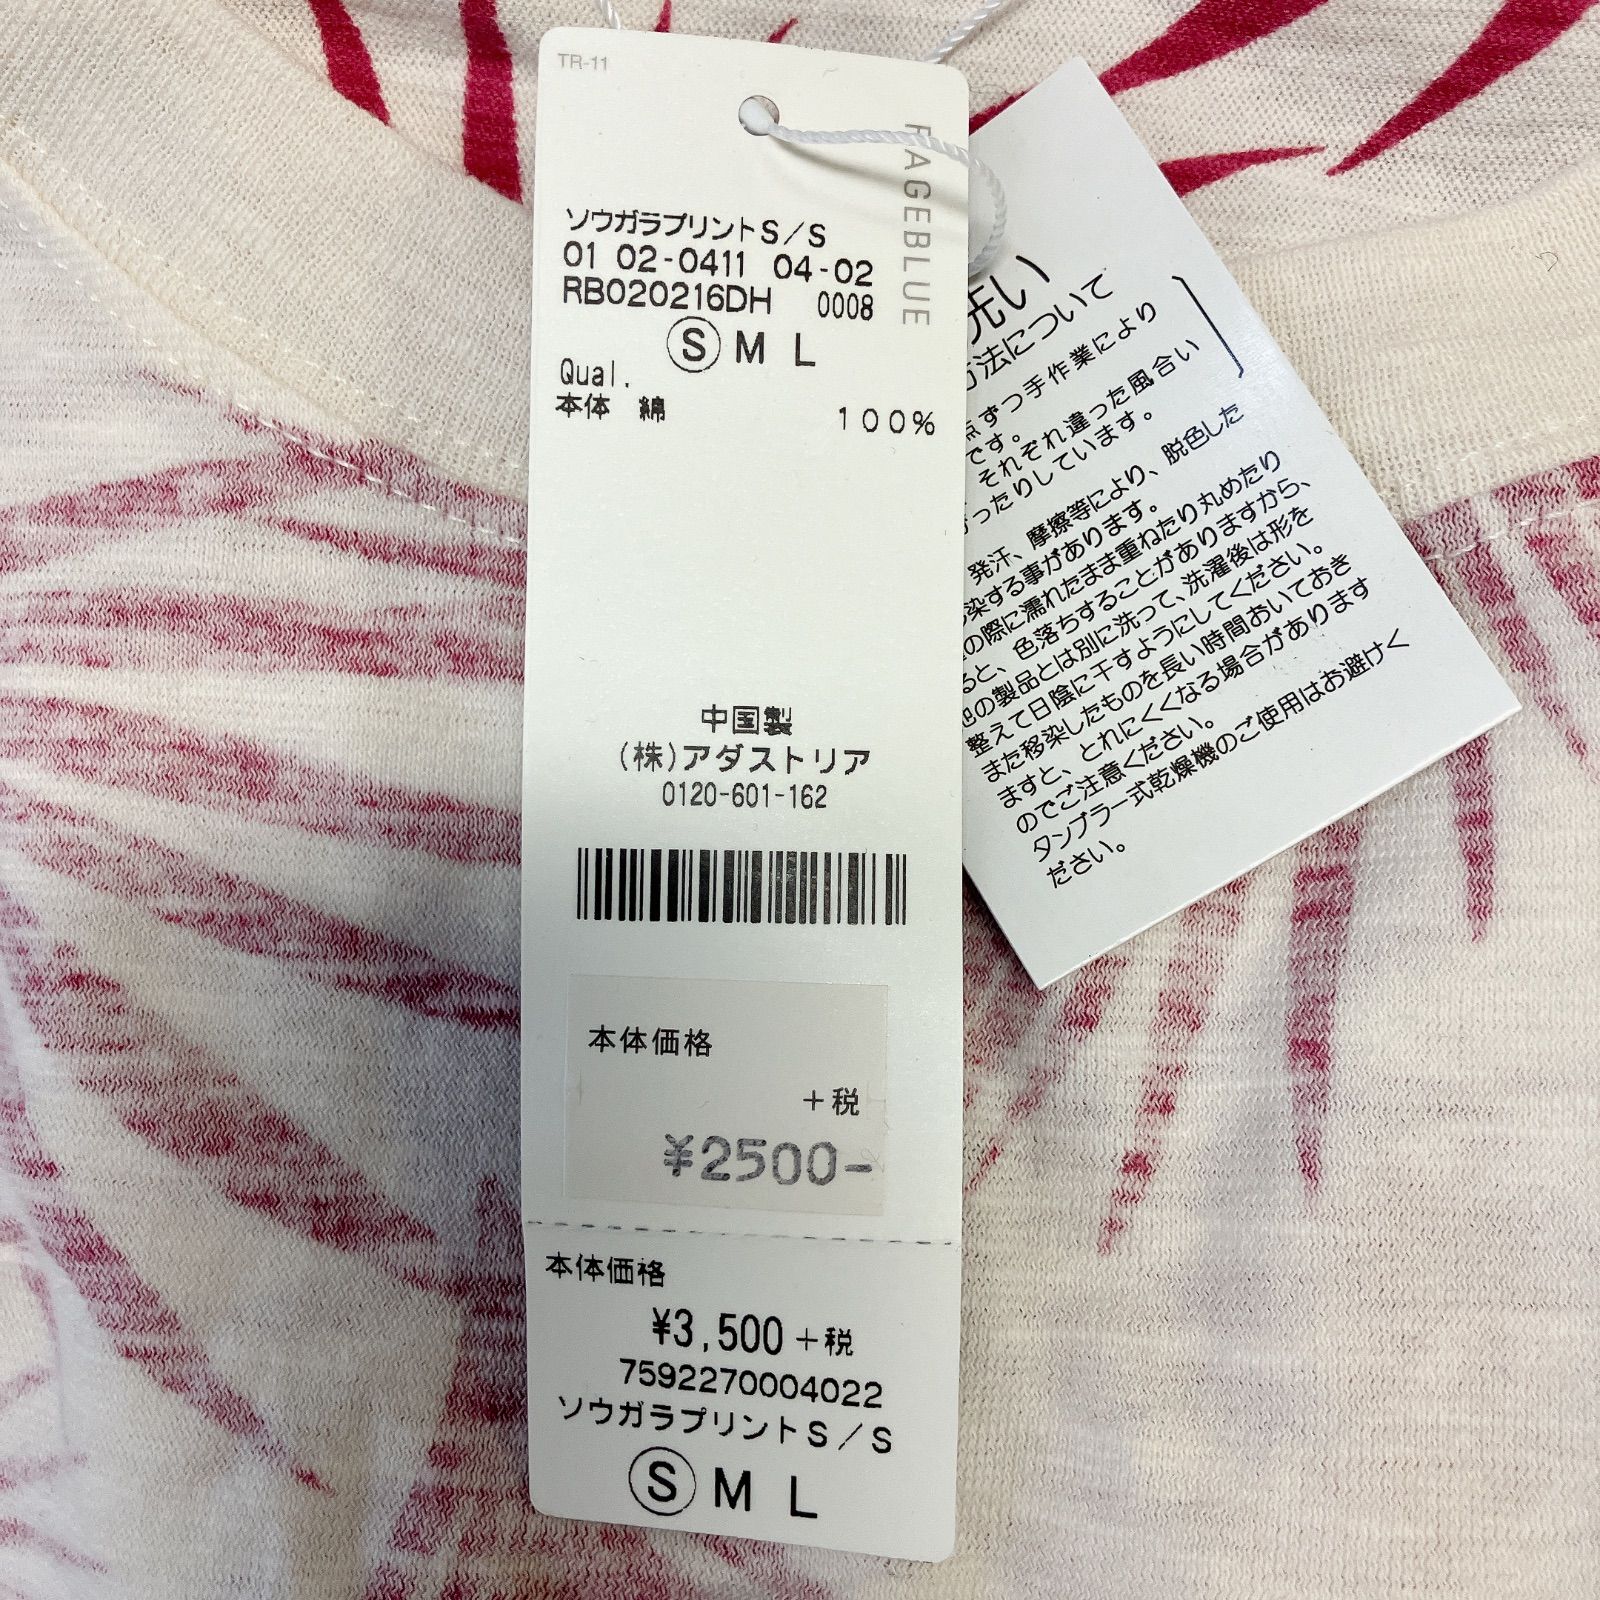 TR-11
RAGEBLUE
ソウガラプリントS／S
01 02-0411 04-02
RB020216DH 0008
S M L
Qual.
本体 綿 100%
中国製
(株)アダストリア
0120-601-162
本体価格
+税
¥2500-
本体価格
¥3,500+税
7592270004022
ソウガラプリントS／S
S M L
洗い
方法について
点ずつ手作業により
です。
それぞれ違った風合い
ったりしています。
発汗、摩擦等により、脱色した
染する事があります。
の際に濡れたまま重ねたり丸めたり
ると、色落ちすることがありますから、
他の製品とは別に洗って、洗濯後は形を
整えて日陰に干すようにしてください。
また移染したものを長い時間おいておき
ますと、とれにくくなる場合があります
のでご注意ください。
タンブラー式乾燥機のご使用はお避けく
ださい。